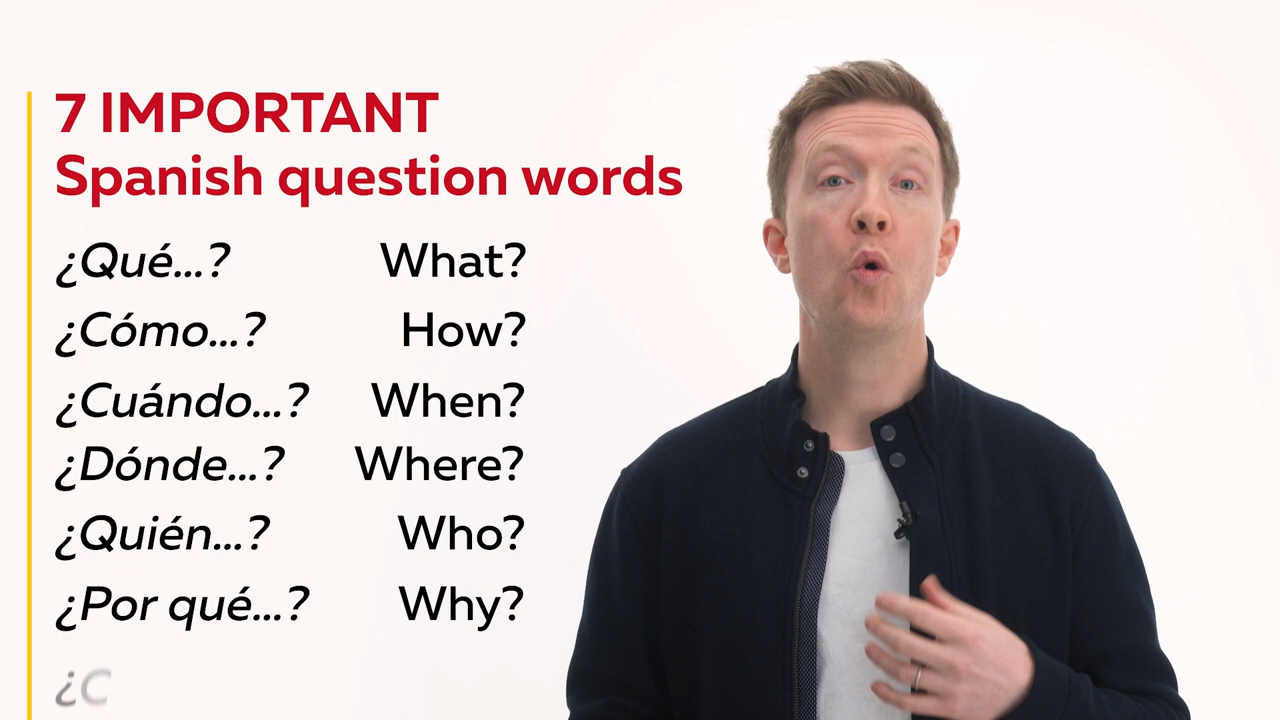 7 IMPORTANT
Spanish question words
¿Qué...? What?
¿Cómo...? How?
¿Cuándo...? When?
¿Dónde...? Where?
¿Quién...? Who?
¿Por qué...? Why?
¿C